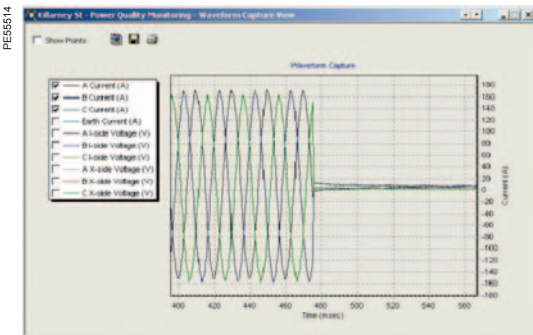 PE55514
Killarney St - Power Quality Monitoring - Waveform Capture View
Show Points
Waveform Capture
A Current (A)
B Current (A)
C Current (A)
Earth Current (A)
A I-side Voltage (V)
B I-side Voltage (V)
C I-side Voltage (V)
A X-side Voltage (V)
B X-side Voltage (V)
C X-side Voltage (V)
180
160
140
120
100
80
60
40
20
0
-20
-40
-60
-80
-100
-120
-140
-160
-180
Current (A)
400 420 440 460 480 500 520 540 560
Time (msec)